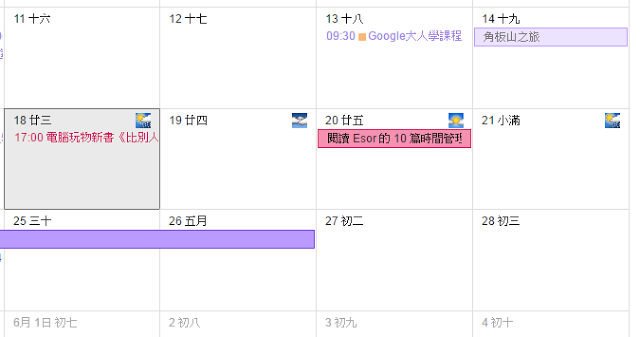 11 十六
12 十七
13 十八
14 十九
09:30 Google大人學課程
角板山之旅
18 廿三
19 廿四
20 廿五
21 小滿
17:00 電腦玩物新書《比別人
閱讀 Esor 的 10 篇時間管理
25 三十
26 五月
27 初二
28 初三
6月 1日 初七
2 初八
3 初九
4 初十